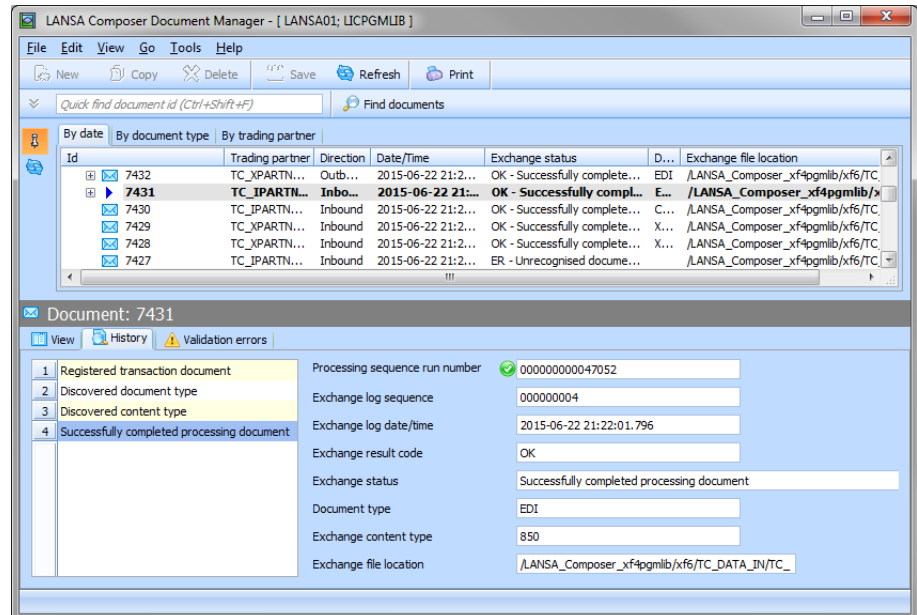 LANSA Composer Document Manager - [ LANSA01; LICPGMLIB ]
File Edit View Go Tools Help
New Copy Delete Save Refresh Print
Quick find document id (Ctrl+Shift+F) Find documents
By date By document type By trading partner
Id Trading partner Direction Date/Time Exchange status D... Exchange file location
7432 TC_XPARTN... Outb... 2015-06-22 21:2... OK - Successfully complete... EDI /LANSA_Composer_xf4pgmlib/xf6/TC_
7431 TC_IPARTN... Inbo... 2015-06-22 21:... OK - Successfully compl... E... /LANSA_Composer_xf4pgmlib/x
7430 TC_IPARTN... Inbound 2015-06-22 21:2... OK - Successfully complete... C... /LANSA_Composer_xf4pgmlib/xf6/TC_
7429 TC_XPARTN... Inbound 2015-06-22 21:2... OK - Successfully complete... X... /LANSA_Composer_xf4pgmlib/xf6/TC_
7428 TC_XPARTN... Inbound 2015-06-22 21:2... OK - Successfully complete... X... /LANSA_Composer_xf4pgmlib/xf6/TC_
7427 TC_IPARTN... Inbound 2015-06-22 21:2... ER - Unrecognised docume... /LANSA_Composer_xf4pgmlib/xf6/TC_
Document: 7431
View History Validation errors
1 Registered transaction document
2 Discovered document type
3 Discovered content type
4 Successfully completed processing document
Processing sequence run number 000000000047052
Exchange log sequence 000000004
Exchange log date/time 2015-06-22 21:22:01.796
Exchange result code OK
Exchange status Successfully completed processing document
Document type EDI
Exchange content type 850
Exchange file location /LANSA_Composer_xf4pgmlib/xf6/TC_DATA_IN/TC_